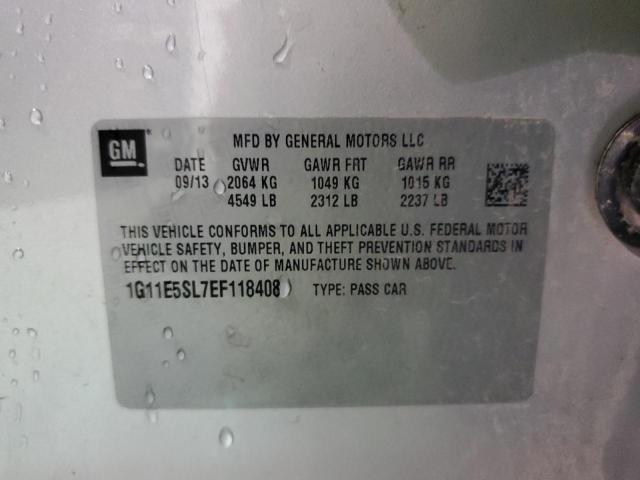 GM
MFD BY GENERAL MOTORS LLC
DATE GVWR GAWR FRT GAWR RR
09/13 2064 KG 1049 KG 1015 KG
4549 LB 2312 LB 2237 LB
THIS VEHICLE CONFORMS TO ALL APPLICABLE U.S. FEDERAL MOTOR
VEHICLE SAFETY, BUMPER, AND THEFT PREVENTION STANDARDS IN
EFFECT ON THE DATE OF MANUFACTURE SHOWN ABOVE.
1G11E5SL7EF118408 TYPE: PASS CAR